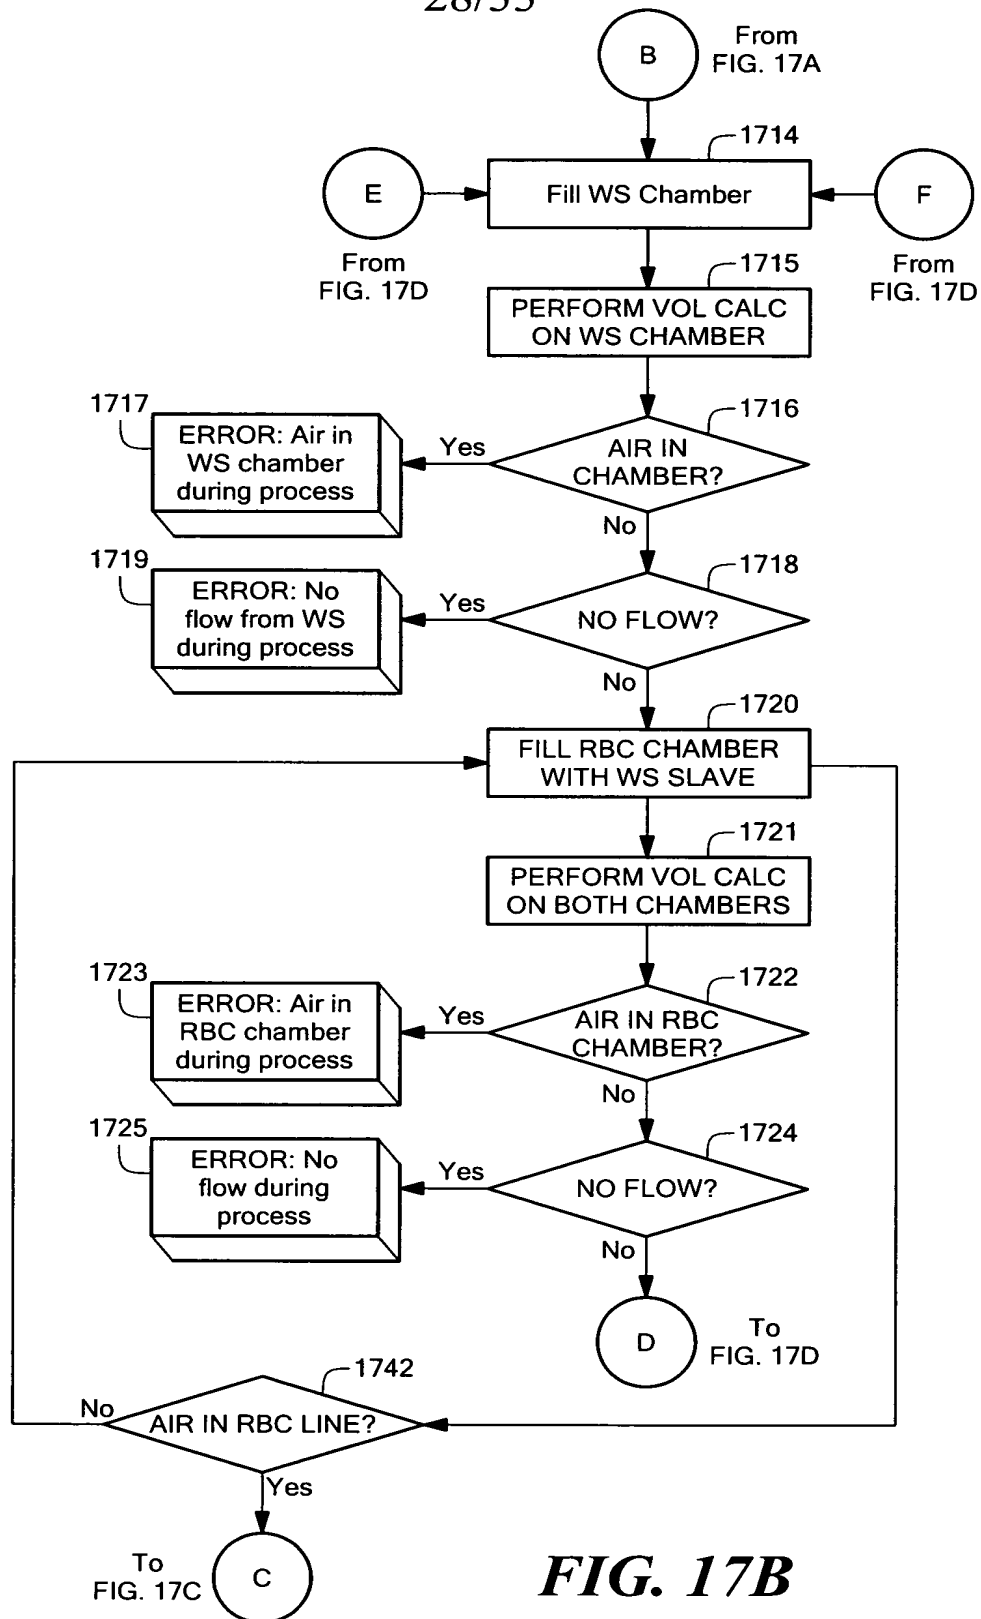 28/55
B
From
FIG. 17A
1714
E
Fill WS Chamber
F
From
FIG. 17D
From
FIG. 17D
1715
PERFORM VOL CALC
ON WS CHAMBER
1717
ERROR: Air in
WS chamber
during process
Yes
1716
AIR IN
CHAMBER?
No
1719
ERROR: No
flow from WS
during process
Yes
1718
NO FLOW?
No
1720
FILL RBC CHAMBER
WITH WS SLAVE
1721
PERFORM VOL CALC
ON BOTH CHAMBERS
1723
ERROR: Air in
RBC chamber
during process
Yes
1722
AIR IN RBC
CHAMBER?
No
1725
ERROR: No
flow during
process
Yes
1724
NO FLOW?
No
D
To
FIG. 17D
1742
No
AIR IN RBC LINE?
Yes
To
FIG. 17C
C
FIG. 17B